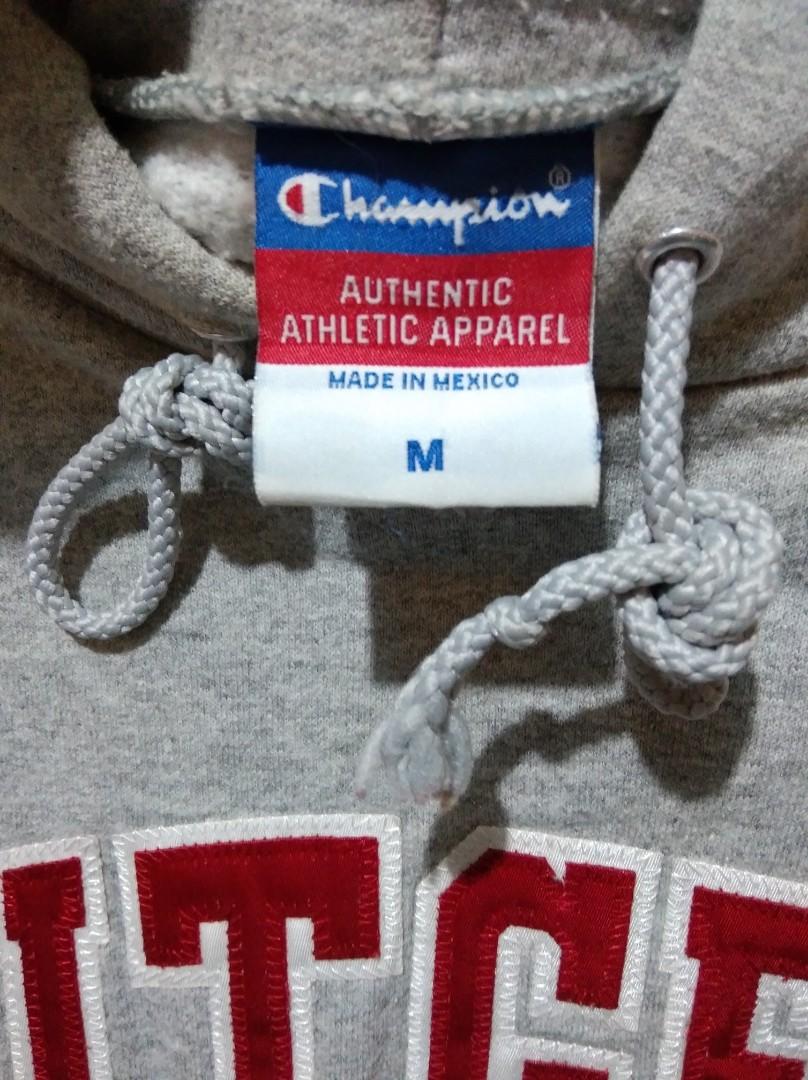 Champion®
AUTHENTIC
ATHLETIC APPAREL
MADE IN MEXICO
M